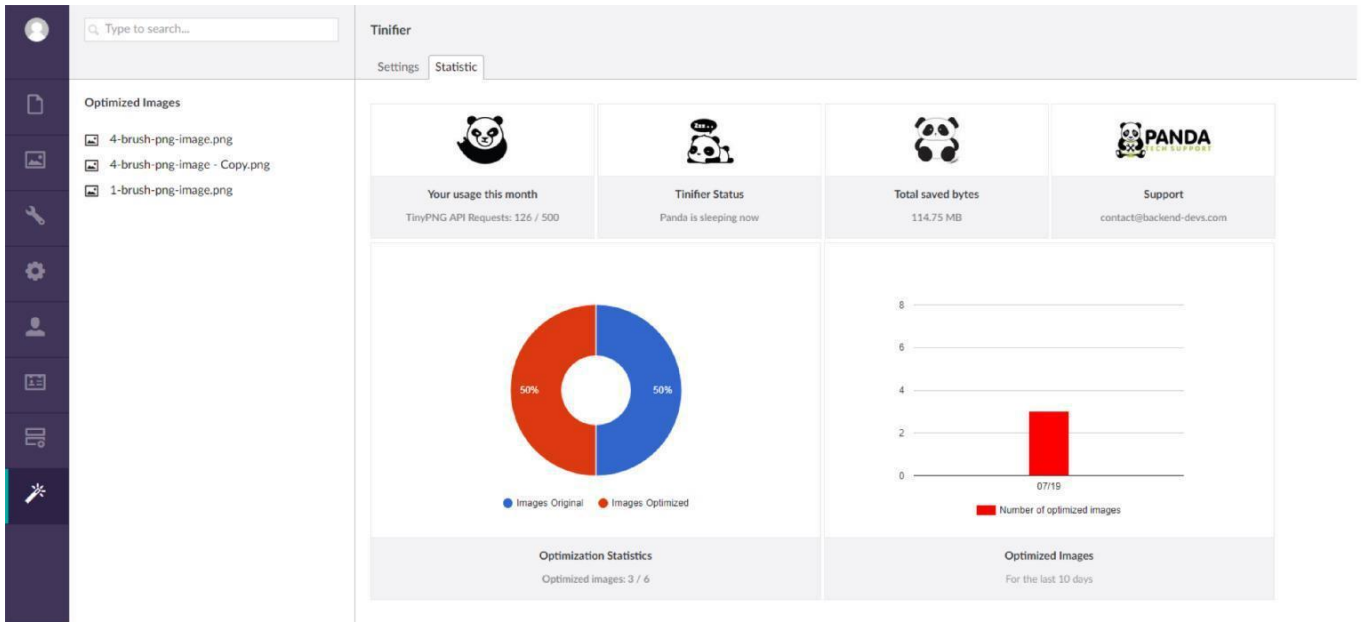 Type to search...
Tinifier
Settings
Statistic
Optimized Images
4-brush-png-image.png
4-brush-png-image - Copy.png
1-brush-png-image.png
Zzz..
PANDA
TECH SUPPORT
Your usage this month
TinyPNG API Requests: 126 / 500
Tinifier Status
Panda is sleeping now
Total saved bytes
114.75 MB
Support
contact@backend-devs.com
50%
50%
Images Original
Images Optimized
Optimization Statistics
Optimized images: 3 / 6
8
6
4
2
0
07/19
Number of optimized images
Optimized Images
For the last 10 days